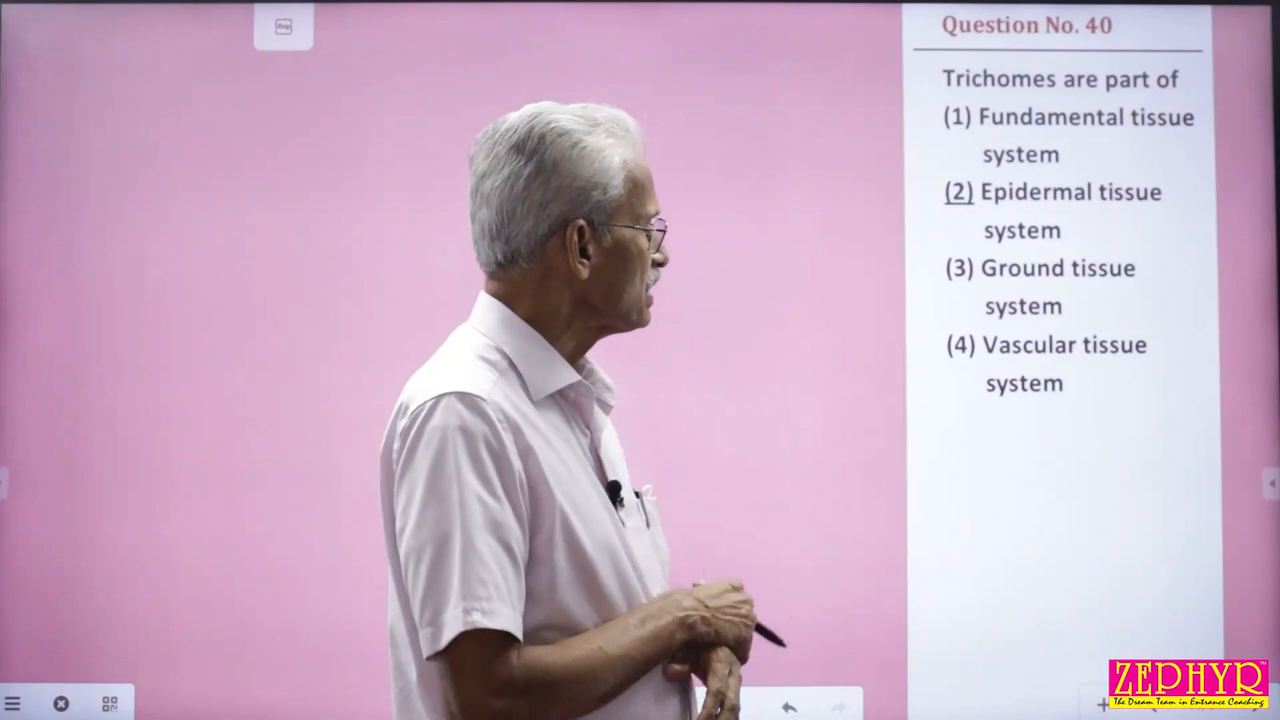 Question No. 40
Trichomes are part of
(1) Fundamental tissue
system
(2) Epidermal tissue
system
(3) Ground tissue
system
(4) Vascular tissue
system
ZEPHYR™
The Dream Team in Entrance Coaching